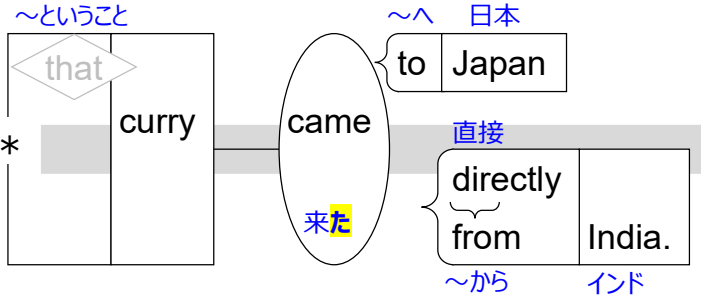 ～ということ
～へ 日本
that
to Japan
curry came
＊
直接
directly
来た
from India.
～から インド